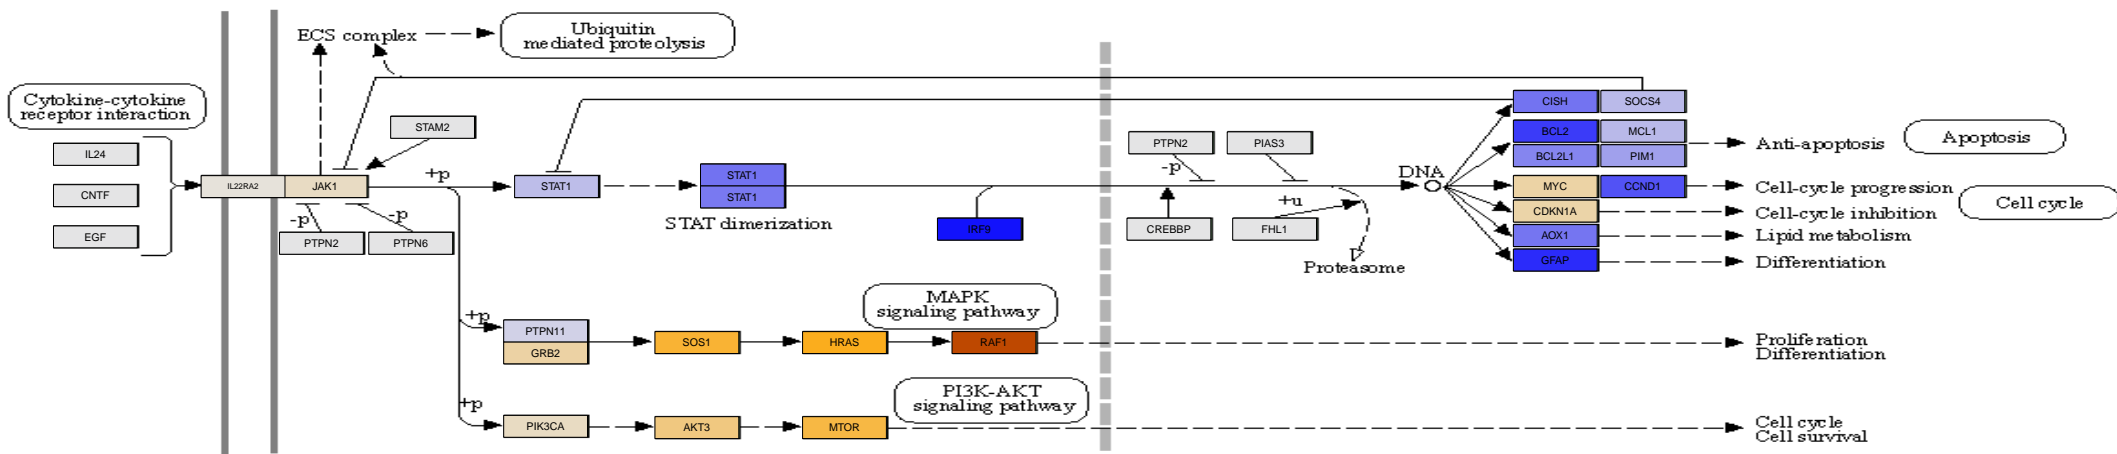 ECS complex
Ubiquitin
mediated proteolysis
Cytokine-cytokine
receptor interaction
STAM2
IL24
CNTF
EGF
IL22RA2
JAK1
+p
-p
-p
PTPN2
PTPN6
STAT1
STAT1
STAT1
STAT dimerization
IRF9
PTPN2
PIAS3
-p
+u
CREBBP
FHL1
Proteasome
DNA
CISH
SOCS4
BCL2
MCL1
BCL2L1
PIM1
MYC
CCND1
CDKN1A
AOX1
GFAP
Anti-apoptosis
Apoptosis
Cell-cycle progression
Cell-cycle inhibition
Cell cycle
Lipid metabolism
Differentiation
+p
PTPN11
GRB2
SOS1
HRAS
RAF1
MAPK
signaling pathway
Proliferation
Differentiation
+p
PIK3CA
AKT3
MTOR
PI3K-AKT
signaling pathway
Cell cycle
Cell survival